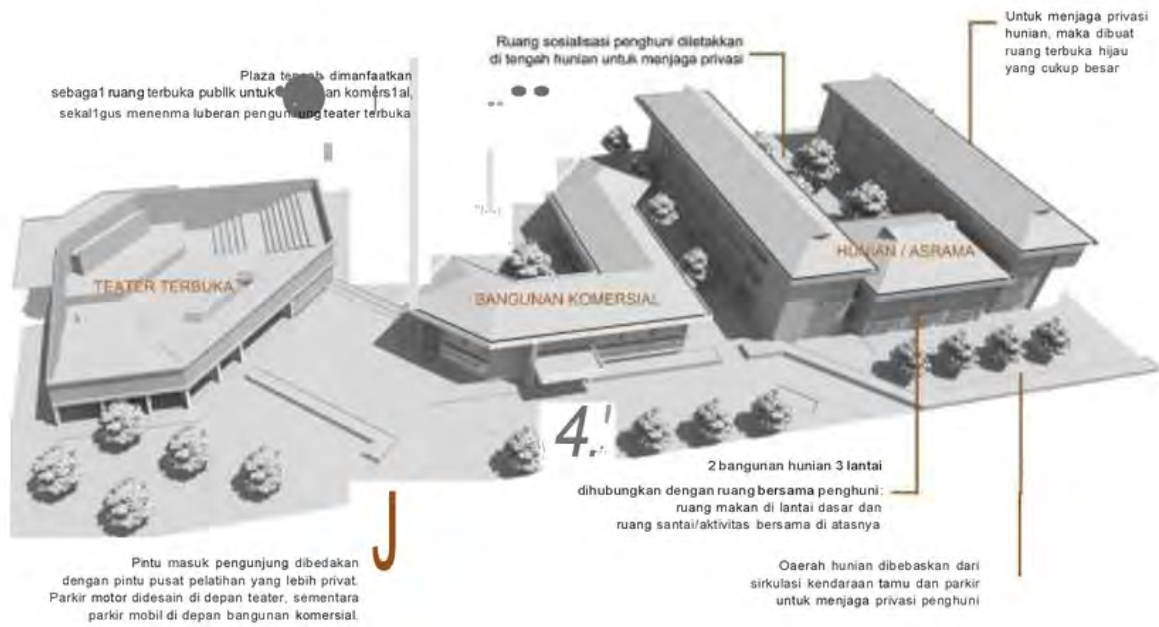 Untuk menjaga privasi
hunian, maka dibuat
ruang terbuka hijau
yang cukup besar
Ruang sosialisasi penghuni diletakkan
di tengah hunian untuk menjaga privasi
Plaza dimanfaatkan
sebaga1 ruang terbuka publlk untuk an komers1al,
sekal1gus menenma luberan teater terbuka
TEATER TERBUKA
BANGUNAN KOMERSIAL
HUNIAN / ASRAMA
4.
2 bangunan hunian 3 lantai
dihubungkan dengan ruang bersama penghuni:
ruang makan di lantai dasar dan
ruang santai/aktivitas bersama di atasnya
Pintu masuk pengunjung dibedakan
dengan pintu pusat pelatihan yang lebih privat.
Parkir motor didesain di depan teater, sementara
parkir mobil di depan bangunan komersial.
Oaerah hunian dibebaskan dari
sirkulasi kendaraan tamu dan parkir
untuk menjaga privasi penghuni